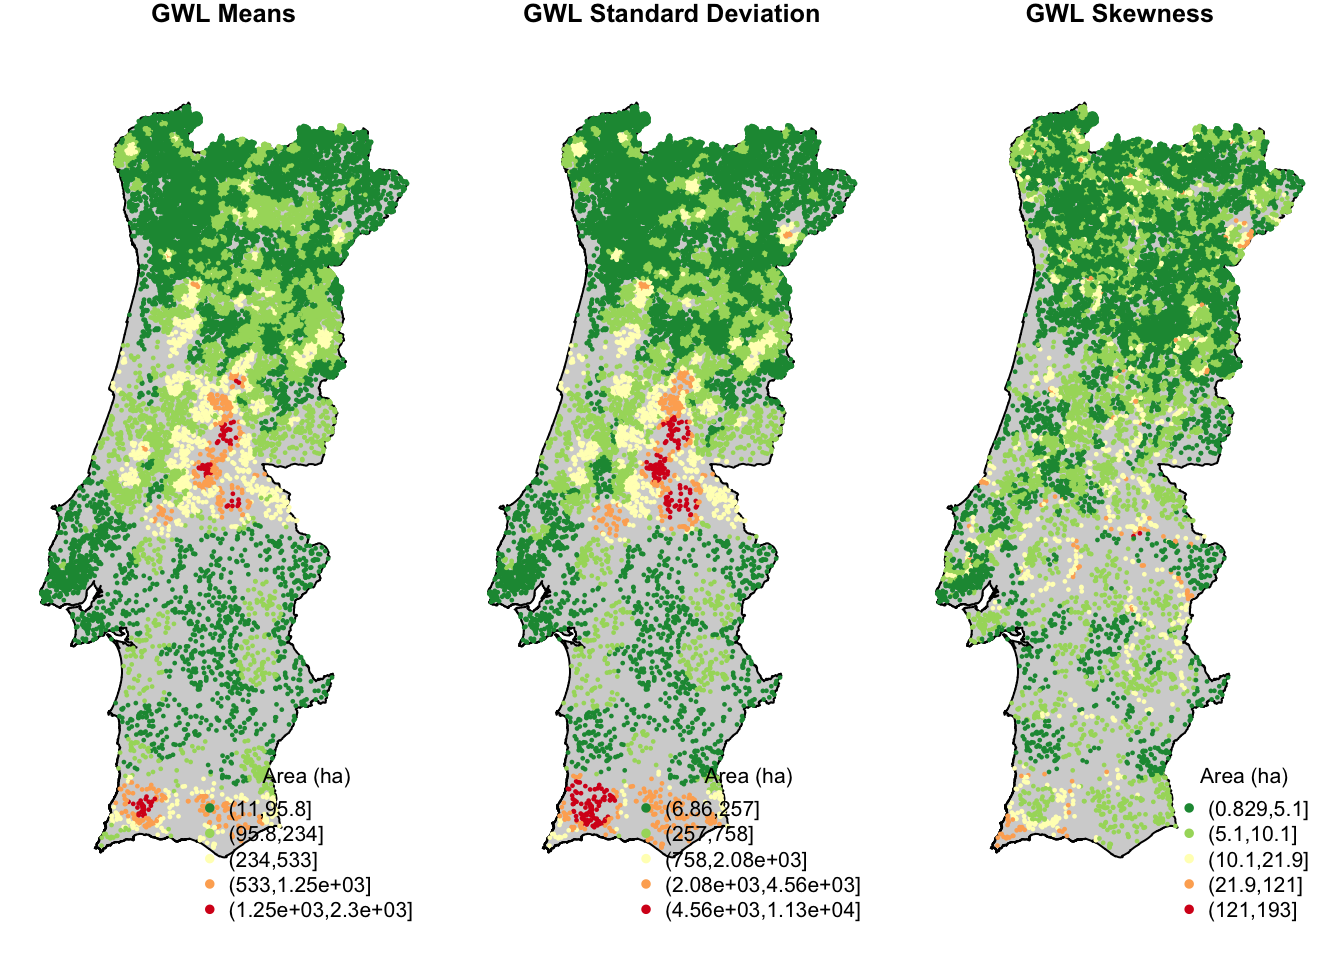 GWL Means
GWL Standard Deviation
GWL Skewness
Area (ha)
(11,95.8]
(95.8,234]
(234,533]
(533,1.25e+03]
(1.25e+03,2.3e+03]
Area (ha)
(6.86,257]
(257,758]
(758,2.08e+03]
(2.08e+03,4.56e+03]
(4.56e+03,1.13e+04]
Area (ha)
(0.829,5.1]
(5.1,10.1]
(10.1,21.9]
(21.9,121]
(121,193]